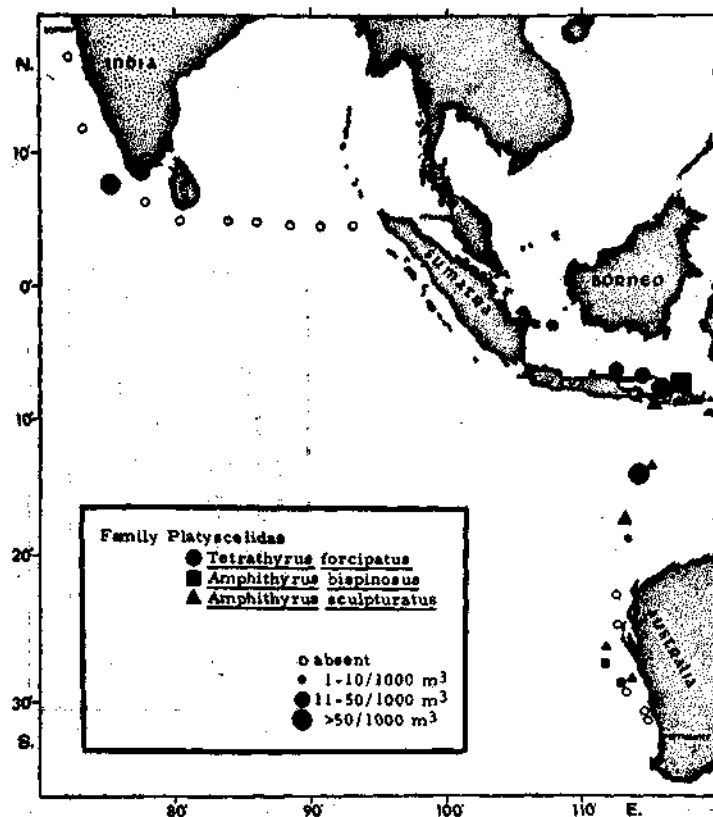 N.
INDIA
10°
SUMATRA
BORNEO
0°
10°
Family Platyscelidae
Tetrathyrus forcipatus
Amphithyrus bispinosus
Amphithyrus sculpturatus
20°
AUSTRALIA
absent
1-10/1000 m³
11-50/1000 m³
>50/1000 m³
30°
S.
80° 90° 100° 110° E.